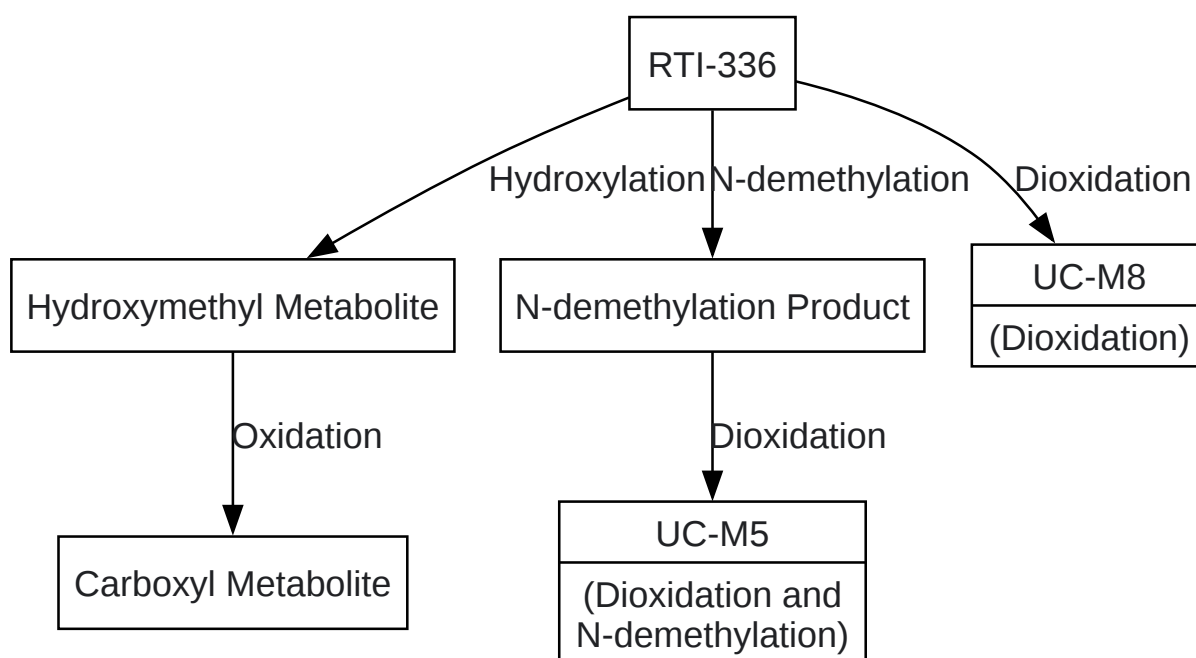 RTI-336
Hydroxylation
N-demethylation
Dioxidation
Hydroxymethyl Metabolite
N-demethylation Product
UC-M8
(Dioxidation)
Oxidation
Dioxidation
Carboxyl Metabolite
UC-M5
(Dioxidation and
N-demethylation)